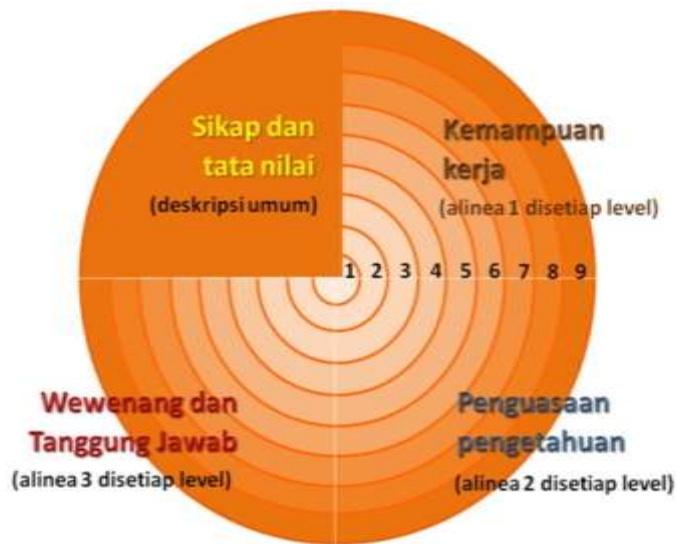 Sikap dan
tata nilai
(deskripsi umum)
Kemampuan
kerja
(alinea 1 disetiap level)
1 2 3 4 5 6 7 8 9
Wewenang dan
Tanggung Jawab
(alinea 3 disetiap level)
Penguasaan
pengetahuan
(alinea 2 disetiap level)